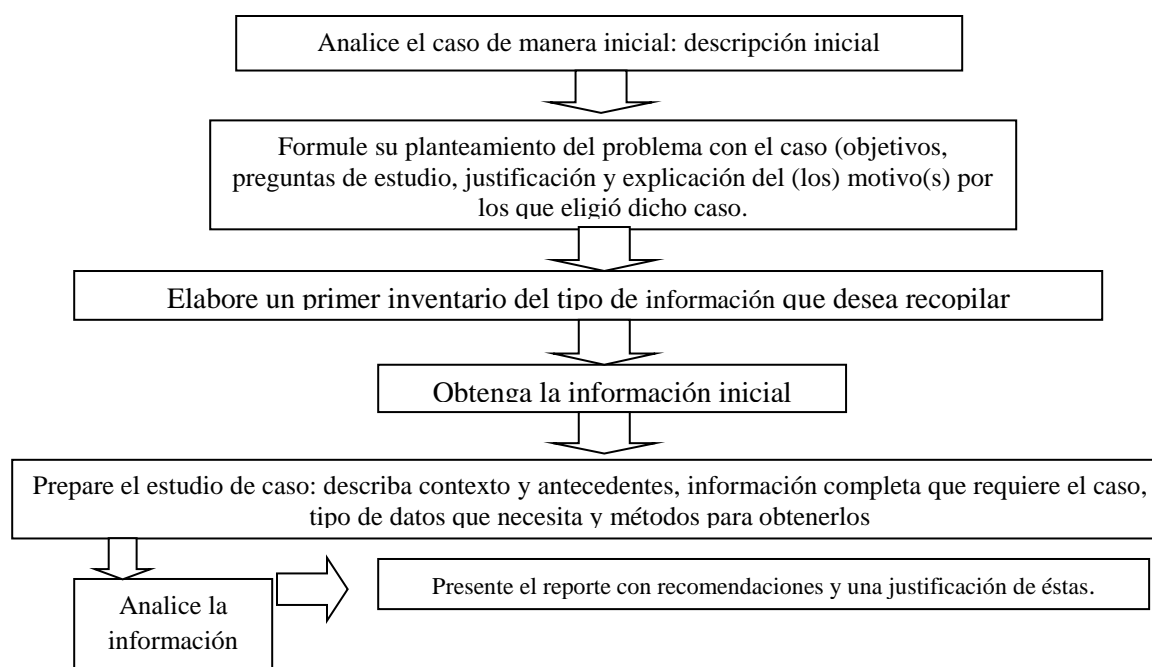 Analice el caso de manera inicial: descripción inicial
Formule su planteamiento del problema con el caso (objetivos,
preguntas de estudio, justificación y explicación del (los) motivo(s) por
los que eligió dicho caso.
Elabore un primer inventario del tipo de información que desea recopilar
Obtenga la información inicial
Prepare el estudio de caso: describa contexto y antecedentes, información completa que requiere el caso,
tipo de datos que necesita y métodos para obtenerlos
Analice la
información
Presente el reporte con recomendaciones y una justificación de éstas.